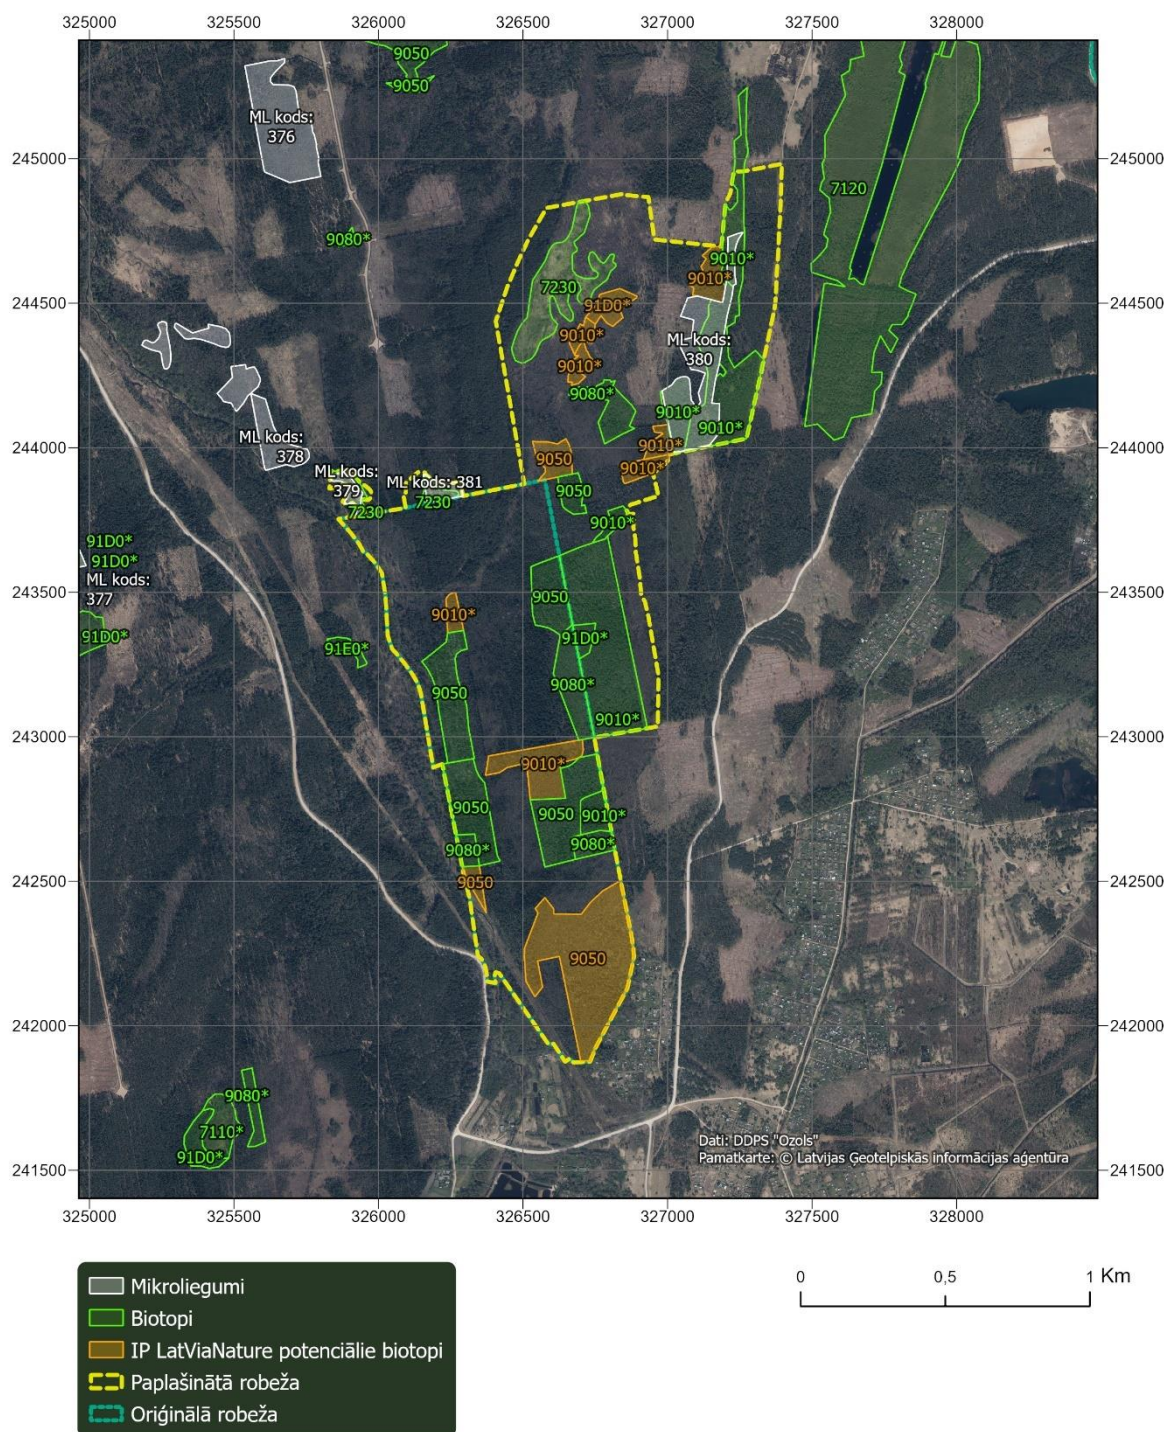 325000 325500 326000 326500 327000 327500 328000
9050
9050
ML kods:
376
245000 245000
7120
9080*
9010*
9010*
7230
244500 91D0* 244500
9010*
ML kods:
380
9010*
9080*
9010*
9010*
ML kods:
378
244000 9010* 244000
9050
9010*
ML kods:
379
ML kods: 381
9050
7230
7230
9010*
91D0*
91D0*
ML kods:
377
243500 9050 243500
9010*
91D0*
91D0*
91E0*
9050
9080*
9010*
243000 243000
9010*
9050
9050
9010*
9080*
9080*
242500 9050 242500
9050
242000 242000
9080*
7110*
91D0*
Dati: DDPS "Ozols"
Pamatkarte: © Latvijas Ģeotelpiskās informācijas aģentūra
241500 241500
325000 325500 326000 326500 327000 327500 328000
Mikroliegumi
Biotopi
IP LatViaNature potenciālie biotopi
Paplašinātā robeža
Oriģinālā robeža
0 0,5 1 Km